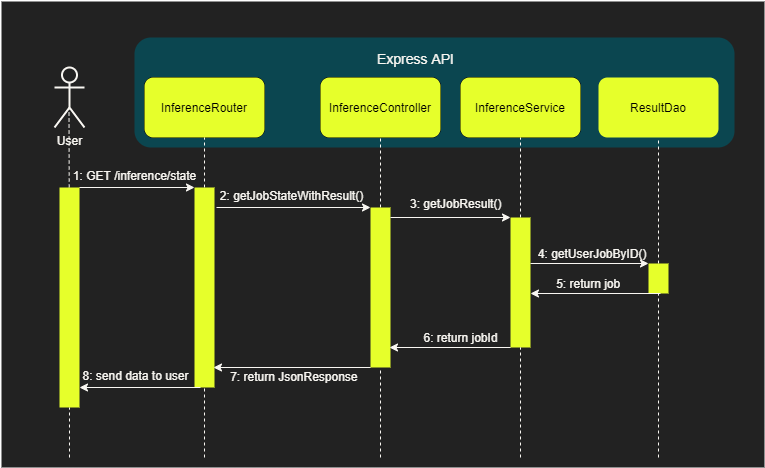 Express API
InferenceRouter
InferenceController
InferenceService
ResultDao
User
1: GET /inference/state
2: getJobStateWithResult()
3: getJobResult()
4: getUserJobByID()
5: return job
6: return jobId
7: return JsonResponse
8: send data to user